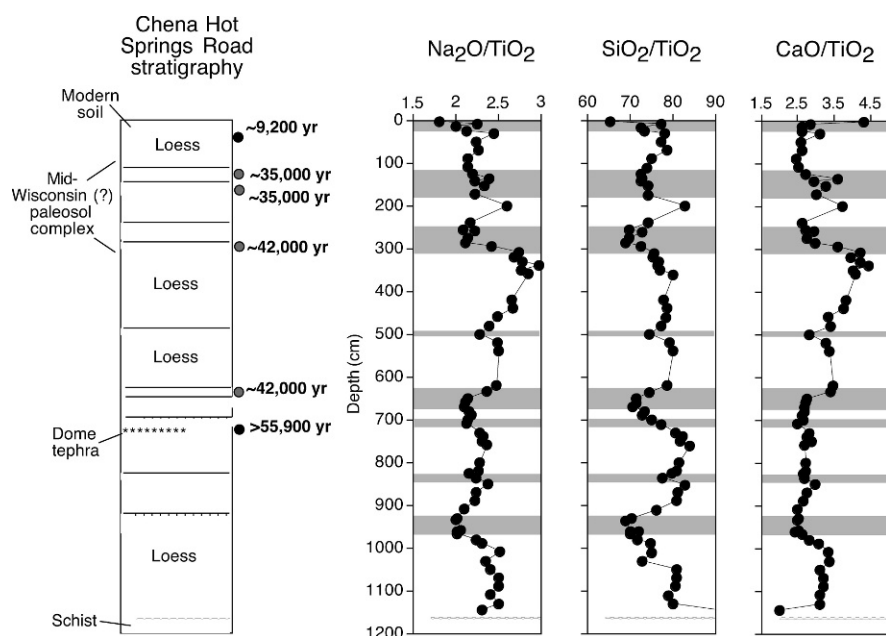 Chena Hot
Springs Road
stratigraphy
Na2O/TiO2
SiO2/TiO2
CaO/TiO2
Modern
soil
Loess
~9,200 yr
~35,000 yr
~35,000 yr
Mid-
Wisconsin (?)
paleosol
complex
~42,000 yr
Loess
Loess
~42,000 yr
>55,900 yr
Dome
tephra
Loess
Schist
1.5 2 2.5 3
60 70 80 90
1.5 2.5 3.5 4.5
Depth (cm)
0
100
200
300
400
500
600
700
800
900
1000
1100
1200